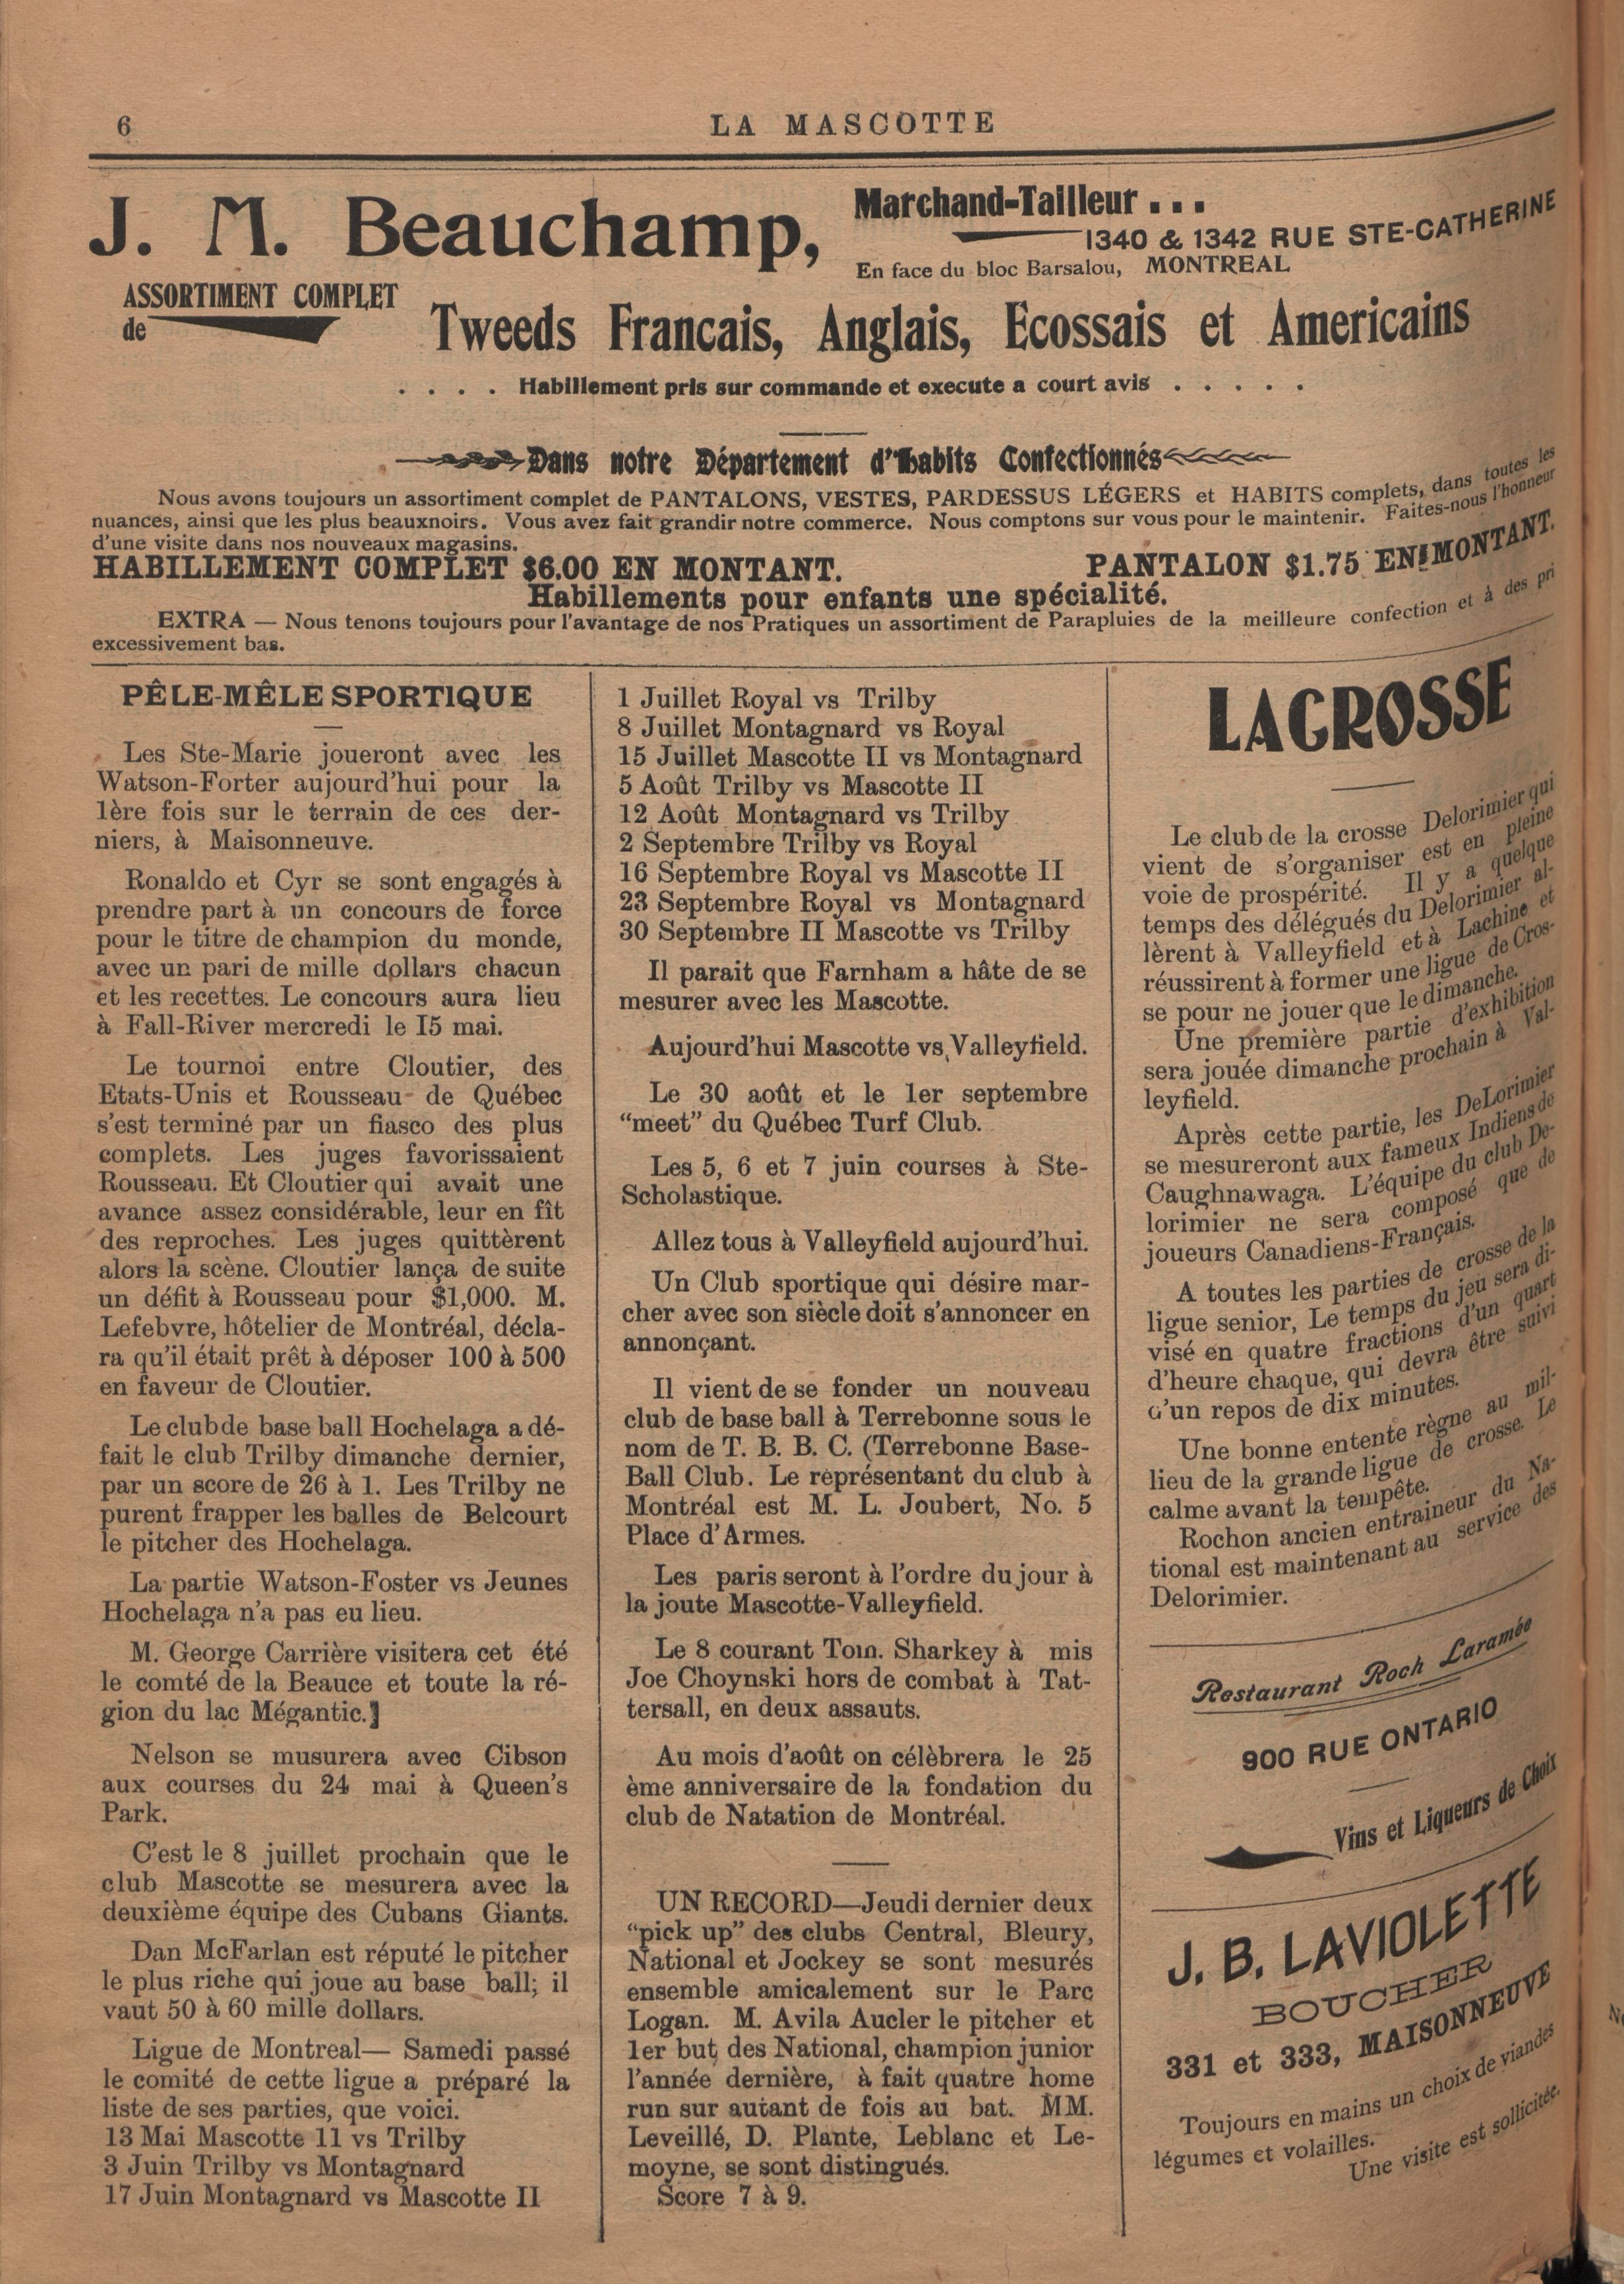 6
LA MASCOTTE
J. M. Beauchamp,
Marchand-Tailleur . . .
1340 & 1342 RUE STE-CATHERINE
En face du bloc Barsalou, MONTREAL
ASSORTIMENT COMPLET
de
Tweeds Francais, Anglais, Ecossais et Americains
. . . . Habillement pris sur commande et execute a court avis . . . . .
Dans notre Département d'Habits Confectionnés
Nous avons toujours un assortiment complet de PANTALONS, VESTES, PARDESSUS LÉGERS et HABITS complets, dans toutes les
nuances, ainsi que les plus beauxnoirs. Vous avez fait grandir notre commerce. Nous comptons sur vous pour le maintenir. Faites-nous l'honneur
d'une visite dans nos nouveaux magasins.
HABILLEMENT COMPLET $6.00 EN MONTANT.
PANTALON $1.75 EN MONTANT.
Habillements pour enfants une spécialité.
EXTRA — Nous tenons toujours pour l'avantage de nos Pratiques un assortiment de Parapluies de la meilleure confection et à des pri
excessivement bas.
PÊLE-MÊLE SPORTIQUE
Les Ste-Marie joueront avec les
Watson-Forter aujourd'hui pour la
1ère fois sur le terrain de ces der-
niers, à Maisonneuve.
Ronaldo et Cyr se sont engagés à
prendre part à un concours de force
pour le titre de champion du monde,
avec un pari de mille dollars chacun
et les recettes. Le concours aura lieu
à Fall-River mercredi le 15 mai.
Le tournoi entre Cloutier, des
Etats-Unis et Rousseau de Québec
s'est terminé par un fiasco des plus
complets. Les juges favorissaient
Rousseau. Et Cloutier qui avait une
avance assez considérable, leur en fît
des reproches. Les juges quittèrent
alors la scène. Cloutier lança de suite
un défit à Rousseau pour $1,000. M.
Lefebvre, hôtelier de Montréal, décla-
ra qu'il était prêt à déposer 100 à 500
en faveur de Cloutier.
Le club de base ball Hochelaga a dé-
fait le club Trilby dimanche dernier,
par un score de 26 à 1. Les Trilby ne
purent frapper les balles de Belcourt
le pitcher des Hochelaga.
La partie Watson-Foster vs Jeunes
Hochelaga n'a pas eu lieu.
M. George Carrière visitera cet été
le comté de la Beauce et toute la ré-
gion du lac Mégantic.]
Nelson se musurera avec Cibson
aux courses du 24 mai à Queen's
Park.
C'est le 8 juillet prochain que le
club Mascotte se mesurera avec la
deuxième équipe des Cubans Giants.
Dan McFarlan est réputé le pitcher
le plus riche qui joue au base ball; il
vaut 50 à 60 mille dollars.
Ligue de Montreal— Samedi passé
le comité de cette ligue a préparé la
liste de ses parties, que voici.
13 Mai Mascotte 11 vs Trilby
3 Juin Trilby vs Montagnard
17 Juin Montagnard vs Mascotte II
1 Juillet Royal vs Trilby
8 Juillet Montagnard vs Royal
15 Juillet Mascotte II vs Montagnard
5 Août Trilby vs Mascotte II
12 Août Montagnard vs Trilby
2 Septembre Trilby vs Royal
16 Septembre Royal vs Mascotte II
23 Septembre Royal vs Montagnard
30 Septembre II Mascotte vs Trilby
Il parait que Farnham a hâte de se
mesurer avec les Mascotte.
Aujourd'hui Mascotte vs Valleyfield.
Le 30 août et le 1er septembre
“meet” du Québec Turf Club.
Les 5, 6 et 7 juin courses à Ste-
Scholastique.
Allez tous à Valleyfield aujourd'hui.
Un Club sportique qui désire mar-
cher avec son siècle doit s'annoncer en
annonçant.
Il vient de se fonder un nouveau
club de base ball à Terrebonne sous le
nom de T. B. B. C. (Terrebonne Base-
Ball Club. Le représentant du club à
Montréal est M. L. Joubert, No. 5
Place d'Armes.
Les paris seront à l'ordre du jour à
la joute Mascotte-Valleyfield.
Le 8 courant Tom. Sharkey à mis
Joe Choynski hors de combat à Tat-
tersall, en deux assauts.
Au mois d'août on célèbrera le 25
ème anniversaire de la fondation du
club de Natation de Montréal.
UN RECORD—Jeudi dernier deux
“pick up” des clubs Central, Bleury,
National et Jockey se sont mesurés
ensemble amicalement sur le Parc
Logan. M. Avila Aucler le pitcher et
1er but des National, champion junior
l'année dernière, à fait quatre home
run sur autant de fois au bat. MM.
Leveillé, D. Plante, Leblanc et Le-
moyne, se sont distingués.
Score 7 à 9.
LACROSSE
Le club de la crosse Delorimier qui
vient de s'organiser est en pleine
voie de prospérité. Il y a quelque
temps des délégués du Delorimier al-
lèrent à Valleyfield et à Lachine et
réussirent à former une ligue de Cros-
se pour ne jouer que le dimanche.
Une première partie d'exhibition
sera jouée dimanche prochain à Val-
leyfield.
Après cette partie, les DeLorimier
se mesureront aux fameux Indiens de
Caughnawaga. L'équipe du club De-
lorimier ne sera composé que de
joueurs Canadiens-Français.
A toutes les parties de crosse de la
ligue senior, Le temps du jeu sera di-
visé en quatre fractions d'un quart
d'heure chaque, qui devra être suivi
d'un repos de dix minutes.
Une bonne entente règne au mil-
lieu de la grande ligue de crosse. Le
calme avant la tempête.
Rochon ancien entraineur du Na-
tional est maintenant au service des
Delorimier.
Restaurant Roch Laramée
900 RUE ONTARIO
Vins et Liqueurs de Choix
J. B. LAVIOLETTE
BOUCHER
331 et 333, MAISONNEUVE
Toujours en mains un choix de viandes
légumes et volailles.
Une visite est sollicitée.